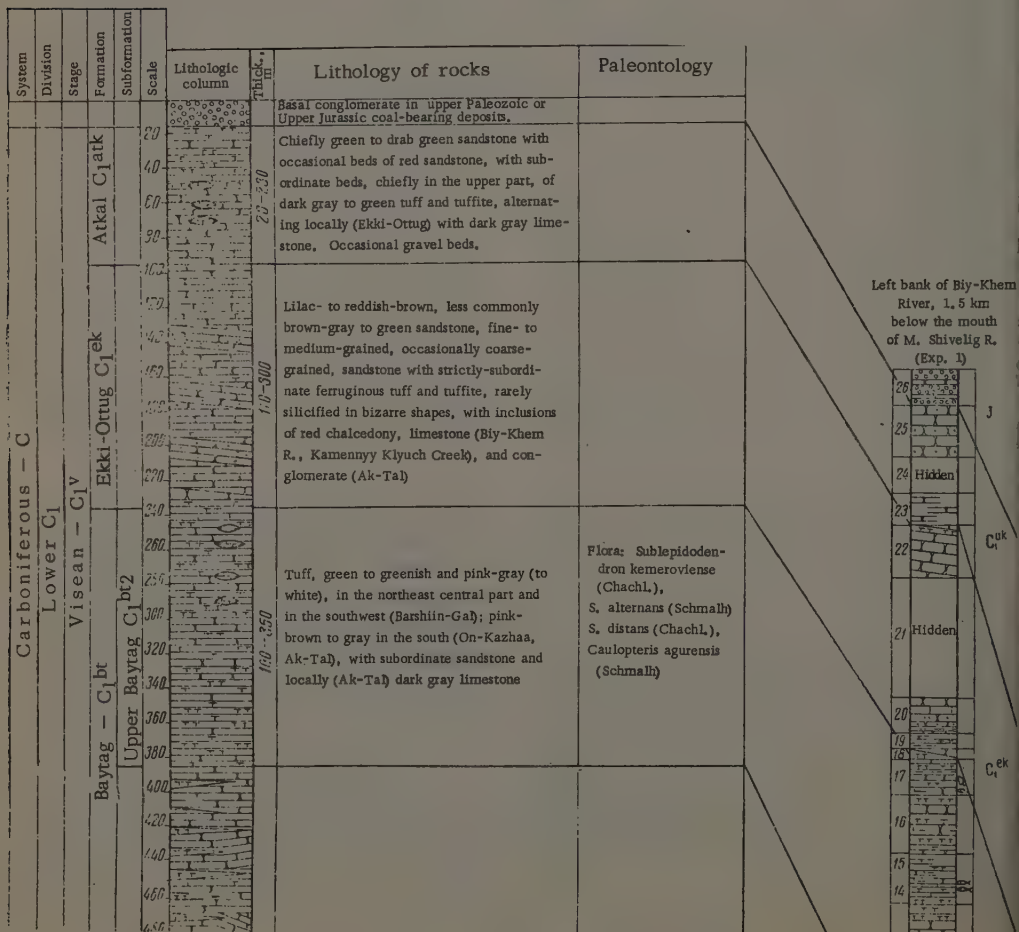 System
Division
Stage
Formation
Subformation
Scale
Lithologic
column
Thick., m
Lithology of rocks
Paleontology
Carboniferous – C
Lower C1
Visean – C1v
Atkal C1atk
Ekki-Ottug C1ek
Baytag – C1bt
Upper Baytag C1bt2
20
40
60
260
300
320
340
360
380
400
420
440
460
Basal conglomerate in upper Paleozoic or
Upper Jurassic coal-bearing deposits.
Chiefly green to drab green sandstone with
occasional beds of red sandstone, with sub-
ordinate beds, chiefly in the upper part, of
dark gray to green tuff and tuffite, alternat-
ing locally (Ekki-Ottug) with dark gray lime-
stone. Occasional gravel beds.
Lilac- to reddish-brown, less commonly
brown-gray to green sandstone, fine- to
medium-grained, occasionally coarse-
grained, sandstone with strictly-subordi-
nate ferruginous tuff and tuffite, rarely
silicified in bizarre shapes, with inclusions
of red chalcedony, limestone (Biy-Khem
R., Kamennyy Klyuch Creek), and con-
glomerate (Ak-Tal)
Tuff, green to greenish and pink-gray (to
white), in the northeast central part and
in the southwest (Barshiin-Gal); pink-
brown to gray in the south (On-Kazhaa,
Ak-Tal), with subordinate sandstone and
locally (Ak-Tal) dark gray limestone
Flora: Sublepidoden-
dron kemeroviense
(Chachl.),
S. alternans (Schmalh)
S. distans (Chachl.),
Caulopteris agurensis
(Schmalh)
Left bank of Biy-Khem
River, 1.5 km
below the mouth
of M. Shivelig R.
(Exp. 1)
26
J
25
24 Hidden
23
22
21 Hidden
20
19
18
C1ek
17
16
15
14